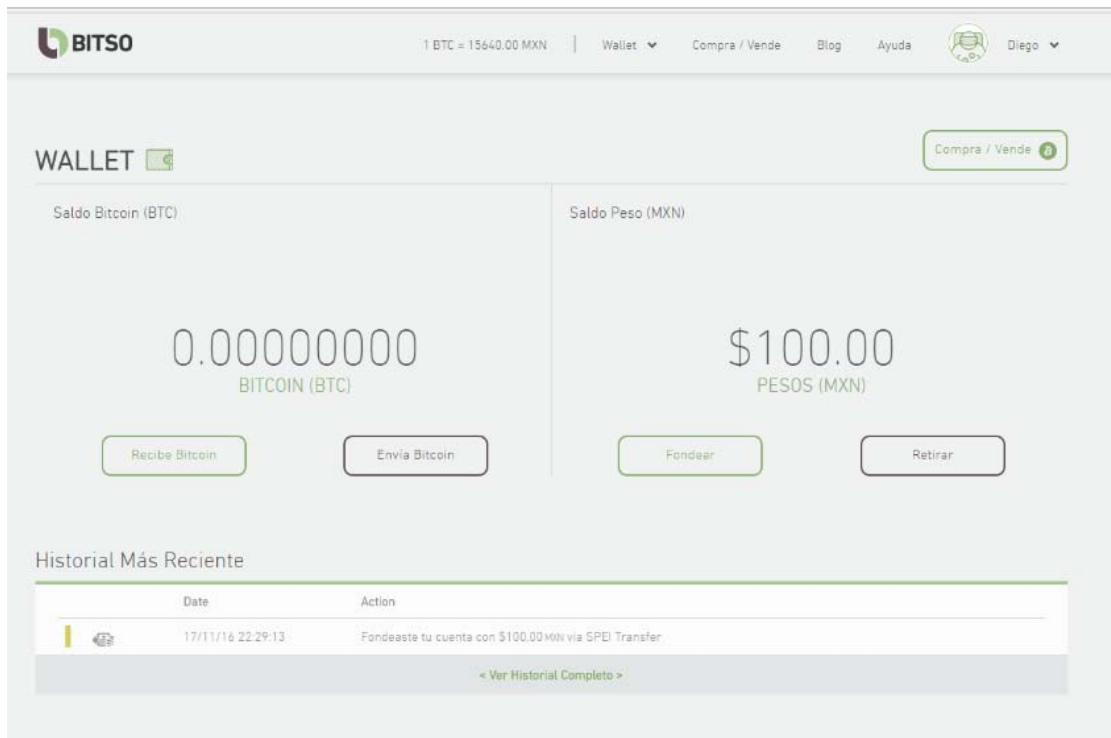 BITSO
1 BTC = 15640.00 MXN | Wallet Compra / Vende Blog Ayuda Diego
WALLET
Compra / Vende
Saldo Bitcoin (BTC)
Saldo Peso (MXN)
0.00000000
BITCOIN (BTC)
$100.00
PESOS (MXN)
Recibe Bitcoin
Envía Bitcoin
Fondear
Retirar
Historial Más Reciente
Date Action
17/11/16 22:29:13 Fondeaste tu cuenta con $100.00 MXN via SPEI Transfer
< Ver Historial Completo >